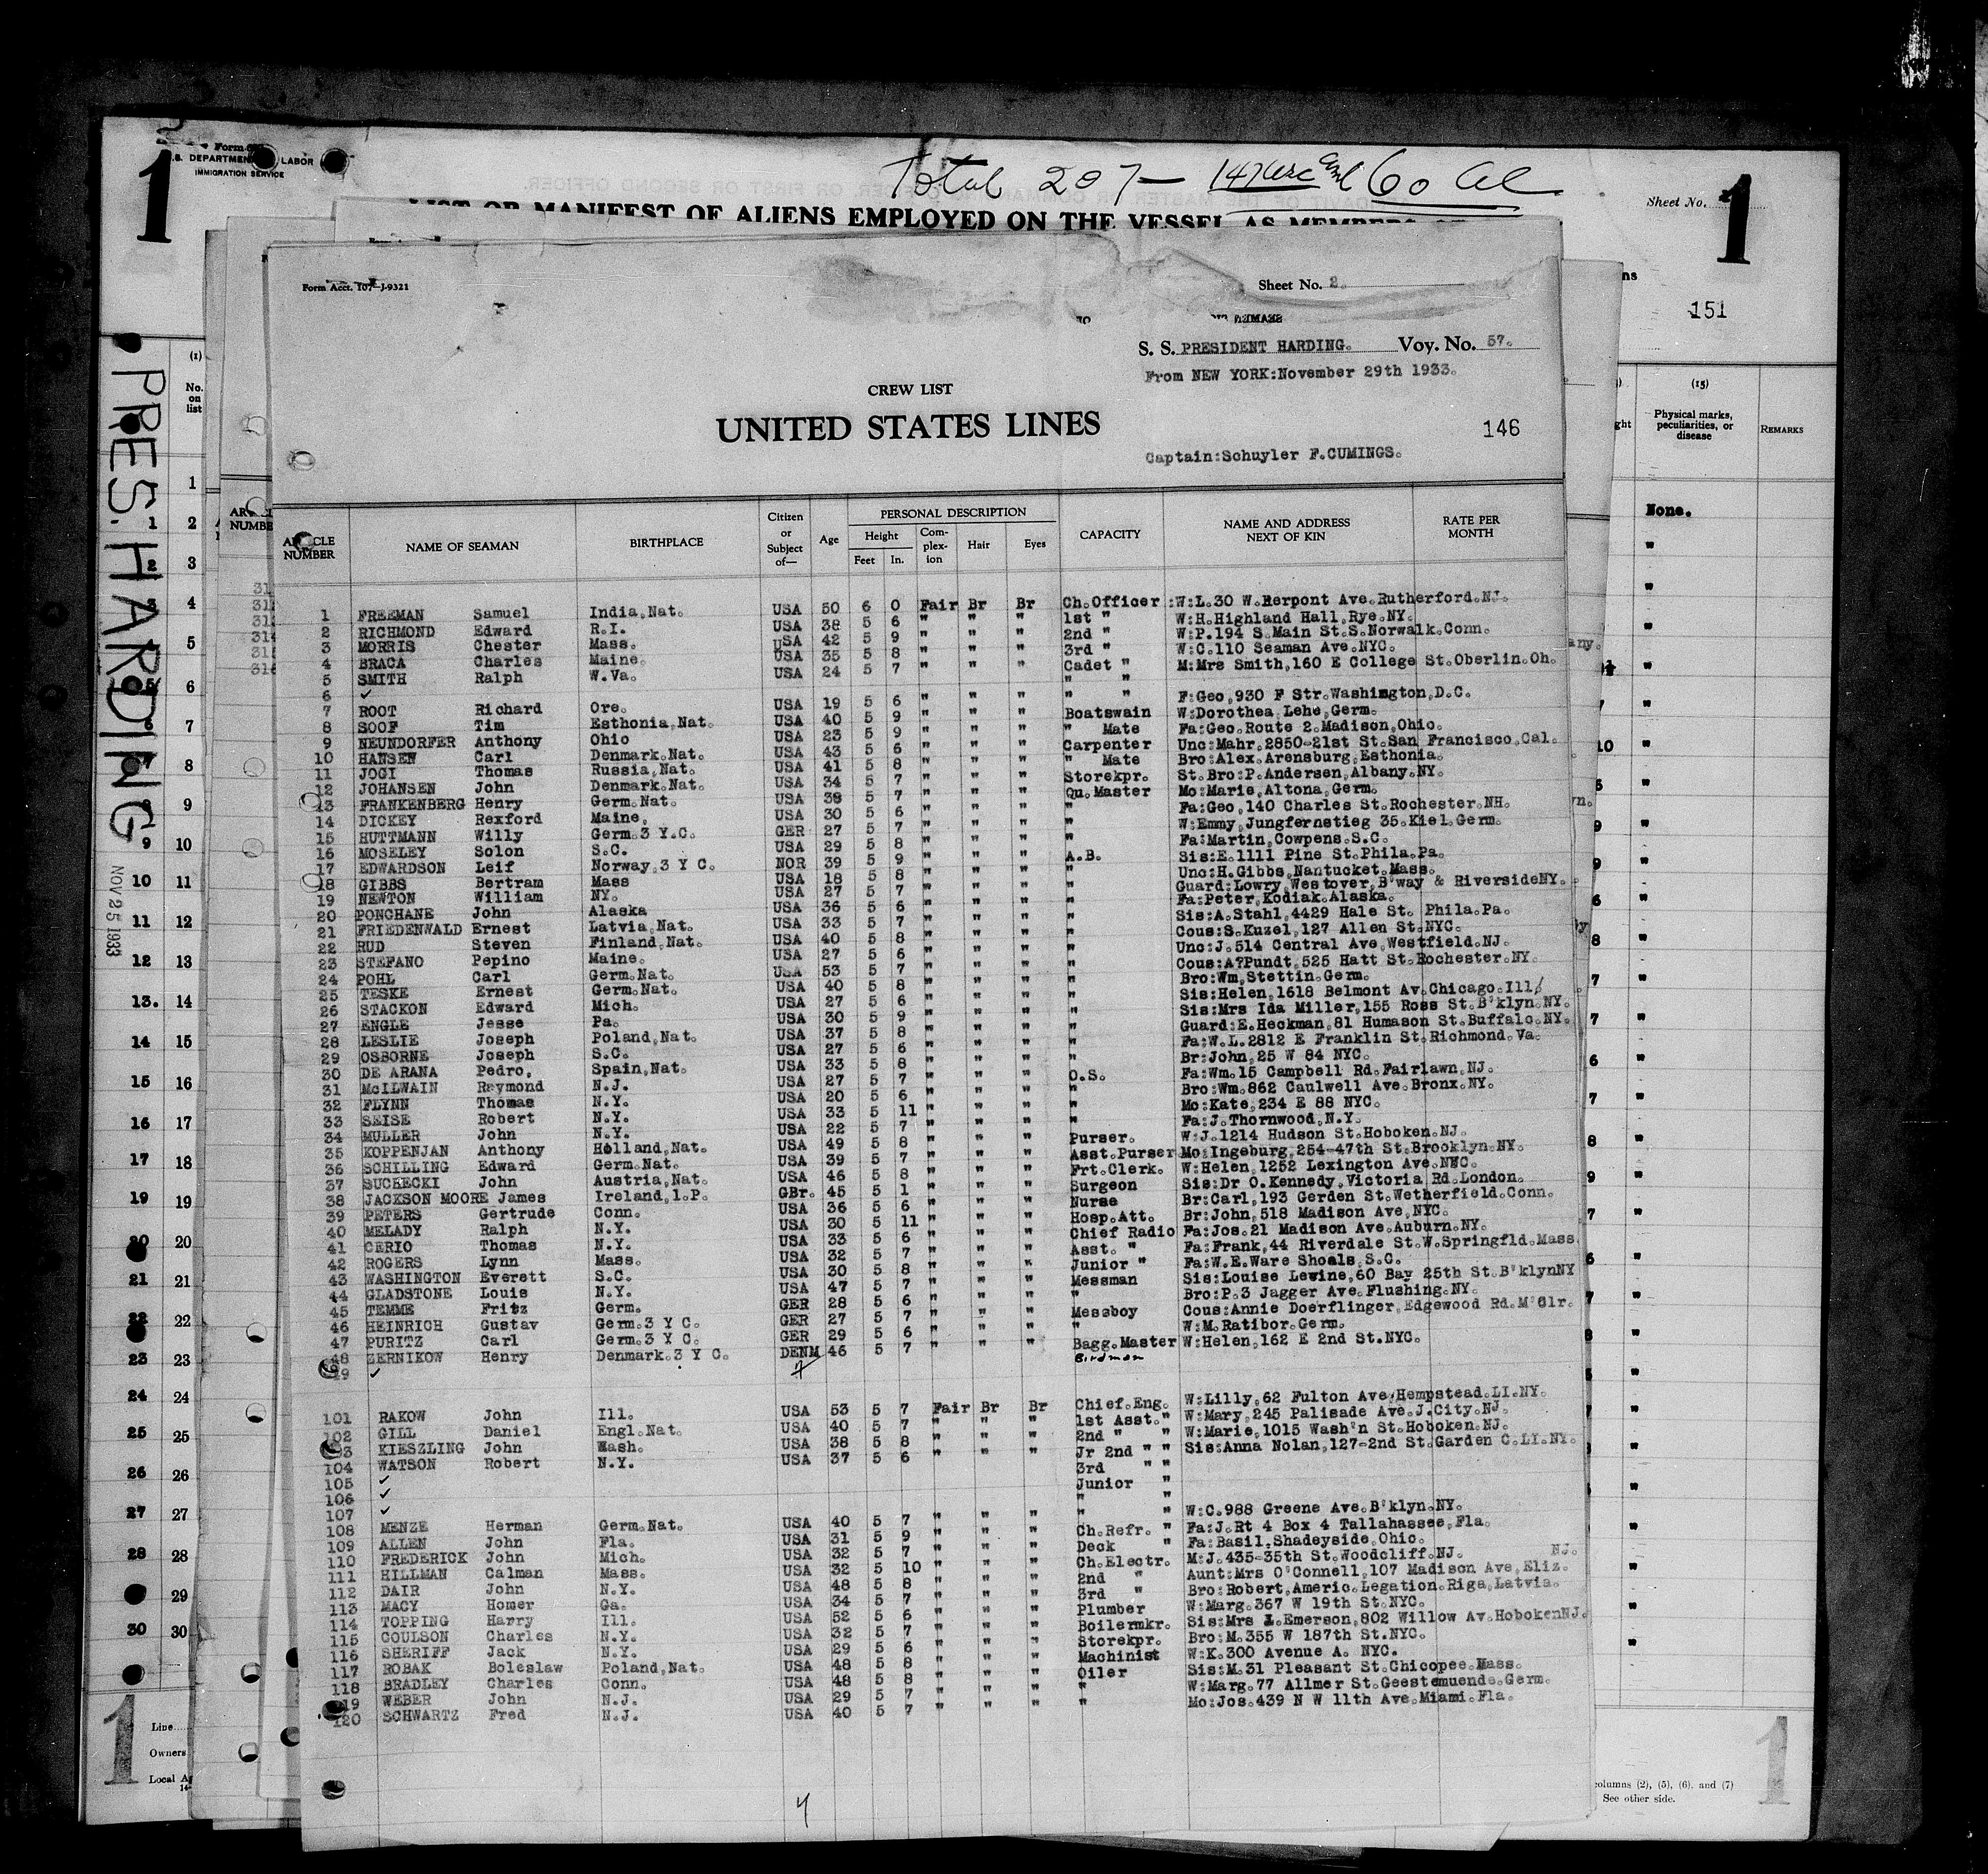 Form
U.S. DEPARTMENT LABOR
IMMIGRATION SERVICE
1
Total 207— 147 usc and 60 al
Sheet No. 1
1
LIST OR MANIFEST OF ALIENS EMPLOYED ON THE VESSEL AS MEMBERS
151
Form Acct. 107—J-9321
Sheet No. 2.
S. S. PRESIDENT HARDING. Voy. No. 57.
From NEW YORK:November 29th 1933.
CREW LIST
UNITED STATES LINES
146
Captain:Schuyler F.CUMINGS.
PRES. HARDING
NOV 25 1933
ARTICLE NUMBER NAME OF SEAMAN BIRTHPLACE Citizen or Subject of— Age PERSONAL DESCRIPTION Height Feet In. Complexion Hair Eyes CAPACITY NAME AND ADDRESS NEXT OF KIN RATE PER MONTH
(1) No. on list
(15) Physical marks, peculiarities, or disease
REMARKS
None.
1 FREEMAN Samuel India,Nat. USA 50 6 0 Fair Br Br Ch.Officer :W:L.30 W.Rerpont Ave.Rutherford.NJ.
2 RICHMOND Edward R.I. USA 38 5 6 " " " 1st " W:H.Highland Hall,Rye.NY.
3 MORRIS Chester Mass. USA 42 5 9 " " " 2nd " W:P.194 S.Main St.S.Norwalk.Conn.
4 BRACA Charles Maine. USA 35 5 8 " " " 3rd " W:C.110 Seaman Ave.NYC.
5 SMITH Ralph W.Va. USA 24 5 7 " " " Cadet " M:Mrs Smith,160 E College St.Oberlin.Oh.
6 ✓ " "
7 ROOT Richard Ore. USA 19 5 6 " " " " " F:Geo,930 F Str.Washington,D.C.
8 SOOF Tim Esthonia,Nat. USA 40 5 9 " " " Boatswain W:Dorothea Lehe,Germ.
9 NEUNDORFER Anthony Ohio USA 23 5 9 " " " " Mate Fa:Geo.Route 2.Madison,Ohio.
10 HANSEN Carl Denmark.Nat. USA 43 5 6 " " " Carpenter Unc:Mahr,2850-21st St.San Francisco,Cal.
11 JOGI Thomas Russia,Nat. USA 41 5 8 " " " " Mate Bro:Alex.Arensburg,Esthonia.
12 JOHANSEN John Denmark.Nat. USA 34 5 7 " " " Storekpr. St.Bro:P.Andersen,Albany.NY.
13 FRANKENBERG Henry Germ.Nat. USA 38 5 7 " " " Qu.Master Mo:Marie,Altona,Germ.
14 DICKEY Rexford Maine. USA 30 5 6 " " " " Fa:Geo,140 Charles St.Rochester.NH.
15 HUTTMANN Willy Germ.3 Y.C. GER 27 5 7 " " " " W:Emmy,Jungfernstieg 35.Kiel.Germ.
16 MOSELEY Solon S.C. USA 29 5 8 " " " " Fa:Martin,Cowpens.S.C.
17 EDWARDSON Leif Norway.3 Y C. NOR 39 5 9 " " " A.B. Sis:E.1111 Pine St.Phila.Pa.
18 GIBBS Bertram Mass USA 18 5 8 " " " " Unc:H.Gibbs,Nantucket.Mass.
19 NEWTON William NY. USA 27 5 7 " " " " Guard:Lowry,Westover,B'way & RiversideNY.
20 PONCHANE John Alaska USA 36 5 6 " " " " Fa:Peter,Kodiak.Alaska.
21 FRIEDENWALD Ernest Latvia,Nat. USA 33 5 7 " " " " Sis:A.Stahl,4429 Hale St. Phila.Pa.
22 RUD Steven Finland,Nat. USA 40 5 8 " " " " Cous:S.Kuzel,127 Allen St.NYC.
23 STEFANO Pepino Maine. USA 27 5 6 " " " " Unc:J.514 Central Ave,Westfield.NJ.
24 POHL Carl Germ.Nat. USA 53 5 7 " " " " Cous:A?Pundt,525 Hatt St.Rochester.NY.
25 TESKE Ernest Germ.Nat. USA 40 5 8 " " " " Bro:Wm,Stettin.Germ.
26 STACKON Edward Mich. USA 27 5 6 " " " " Sis:Helen,1618 Belmont Av.Chicago.Ill.
27 ENGLE Jesse Pa. USA 30 5 9 " " " " Sis:Mrs Ida Miller,155 Ross St.B'klyn.NY.
28 LESLIE Joseph Poland,Nat. USA 37 5 8 " " " " Guard:E.Heckman,81 Humason St.Buffalo.NY.
29 OSBORNE Joseph S.C. USA 27 5 6 " " " " Fa:W.L.2812 E Franklin St.Richmond.Va.
30 DE ARANA Pedro. Spain,Nat. USA 33 5 8 " " " " Br:John,25 W 84 NYC.
31 McILWAIN Raymond N.J. USA 27 5 7 " " " O.S. Fa:Wm.15 Campbell Rd.Fairlawn,NJ.
32 FLYNN Thomas N.Y. USA 20 5 6 " " " " Bro:Wm.862 Caulwell Ave.Bronx.NY.
33 SEISE Robert N.Y. USA 33 5 11 " " " " Mo:Kate,234 E 88 NYC.
34 MULLER John N.Y. USA 22 5 7 " " " " Fa:J.Thornwood,N.Y.
35 KOPPENJAN Anthony Holland,Nat. USA 49 5 8 " " " Purser. W:J.1214 Hudson St.Hoboken.NJ.
36 SCHILLING Edward Germ.Nat. USA 39 5 7 " " " Asst.Purser Mo:Ingeburg,254-47th St.Brooklyn.NY.
37 SUCHECKI John Austria,Nat. USA 46 5 8 " " " Frt.Clerk. W:Helen,1252 Lexington Ave.NYC.
38 JACKSON MOORE James Ireland,1.P. GBr. 45 5 1 " " " Surgeon Sis:Dr O.Kennedy,Victoria Rd.London.
39 PETERS Gertrude Conn. USA 36 5 6 " " " Nurse Br:Carl,193 Gerden St.Wetherfield.Conn.
40 MELADY Ralph N.Y. USA 30 5 11 " " " Hosp.Att. Br:John,518 Madison Ave,NYC.
41 CERIO Thomas N.Y. USA 33 5 6 " " " Chief Radio Fa:Jos.21 Madison Ave.Auburn.NY.
42 ROGERS Lynn Mass. USA 32 5 7 " " " Asst. " Fa:Frank,44 Riverdale St.W.Springfld.Mass
43 WASHINGTON Everett S.C. USA 30 5 8 " " " Junior " Fa:W.E.Ware Shoals,S.C.
44 GLADSTONE Louis N.Y. USA 47 5 7 " " " Messman Sis:Louise Levine,60 Bay 25th St.B'klynNY
45 TEMME Fritz Germ. GER 28 5 6 " " " " Bro:P.3 Jagger Ave.Flushing.NY.
46 HEINRICH Gustav Germ.3 Y C. GER 27 5 7 " " " Messboy Cous:Annie Doerflinger,Edgewood Rd.M'Clr.
47 PURITZ Carl Germ.3 Y C. GER 29 5 6 " " " " W:M.Ratibor.Germ.
48 ZERNIKOW Henry Denmark.3 Y C. DENM 46 5 7 " " " Bagg.Master W:Helen,162 E 2nd St.NYC.
49 ✓ Birdman
101 RAKOW John Ill. USA 53 5 7 Fair Br Br Chief.Eng. W:Lilly,62 Fulton Ave,Hempstead.LI.NY.
102 GILL Daniel Engl.Nat. USA 40 5 7 " " " 1st Asst." W:Mary,245 Palisade Ave.J.City.NJ.
103 KIESZLING John Wash. USA 38 5 8 " " " 2nd " " W:Marie,1015 Wash'n St.Hoboken.NJ.
104 WATSON Robert N.Y. USA 37 5 6 " " " Jr 2nd " " Sis:Anna Nolan,127-2nd St.Garden C.LI.NY.
105 ✓ 3rd " "
106 ✓ Junior "
107 ✓ " "
108 MENZE Herman Germ.Nat. USA 40 5 7 " " " " " W:C.988 Greene Ave.B'klyn.NY.
109 ALLEN John Fla. USA 31 5 9 " " " Ch.Refr. " Fa:J.Rt 4 Box 4 Tallahassee,Fla.
110 FREDERICK John Mich. USA 32 5 7 " " " Deck " Fa:Basil,Shadeyside,Ohio.
111 HILLMAN Calman Mass. USA 32 5 10 " " " Ch.Electr. M:J.435-35th St.Woodcliff.NJ. NJ.
112 DAIR John N.Y. USA 48 5 8 " " " 2nd " Aunt:Mrs O'Connell,107 Madison Ave,Eliz.
113 MACY Homer Ga. USA 34 5 7 " " " 3rd " Bro:Robert,Americ.Legation.Riga,Latvia.
114 TOPPING Harry Ill. USA 52 5 6 " " " Plumber W:Marg.367 W 19th St.NYC.
115 COULSON Charles N.Y. USA 32 5 7 " " " Boilermkr. Sis:Mrs L.Emerson,802 Willow Av.HobokenNJ.
116 SHERIFF Jack N.Y. USA 29 5 6 " " " Storekpr. Bro:M.355 W 187th St.NYC.
117 ROBAK Boleslaw Poland,Nat. USA 48 5 8 " " " Machinist W:K.300 Avenue A. NYC.
118 BRADLEY Charles Conn. USA 48 5 8 " " " Oiler Sis:M.31 Pleasant St.Chicopee.Mass.
119 WEBER John N.J. USA 29 5 7 " " " " W:Marg.77 Allmer St.Geestemuende.Germ.
120 SCHWARTZ Fred N.J. USA 40 5 7 " " " " Mo:Jos.439 N W 11th Ave.Miami.Fla.
Line
Owners
Local A
1
columns (2), (5), (6), and (7)
See other side.
1